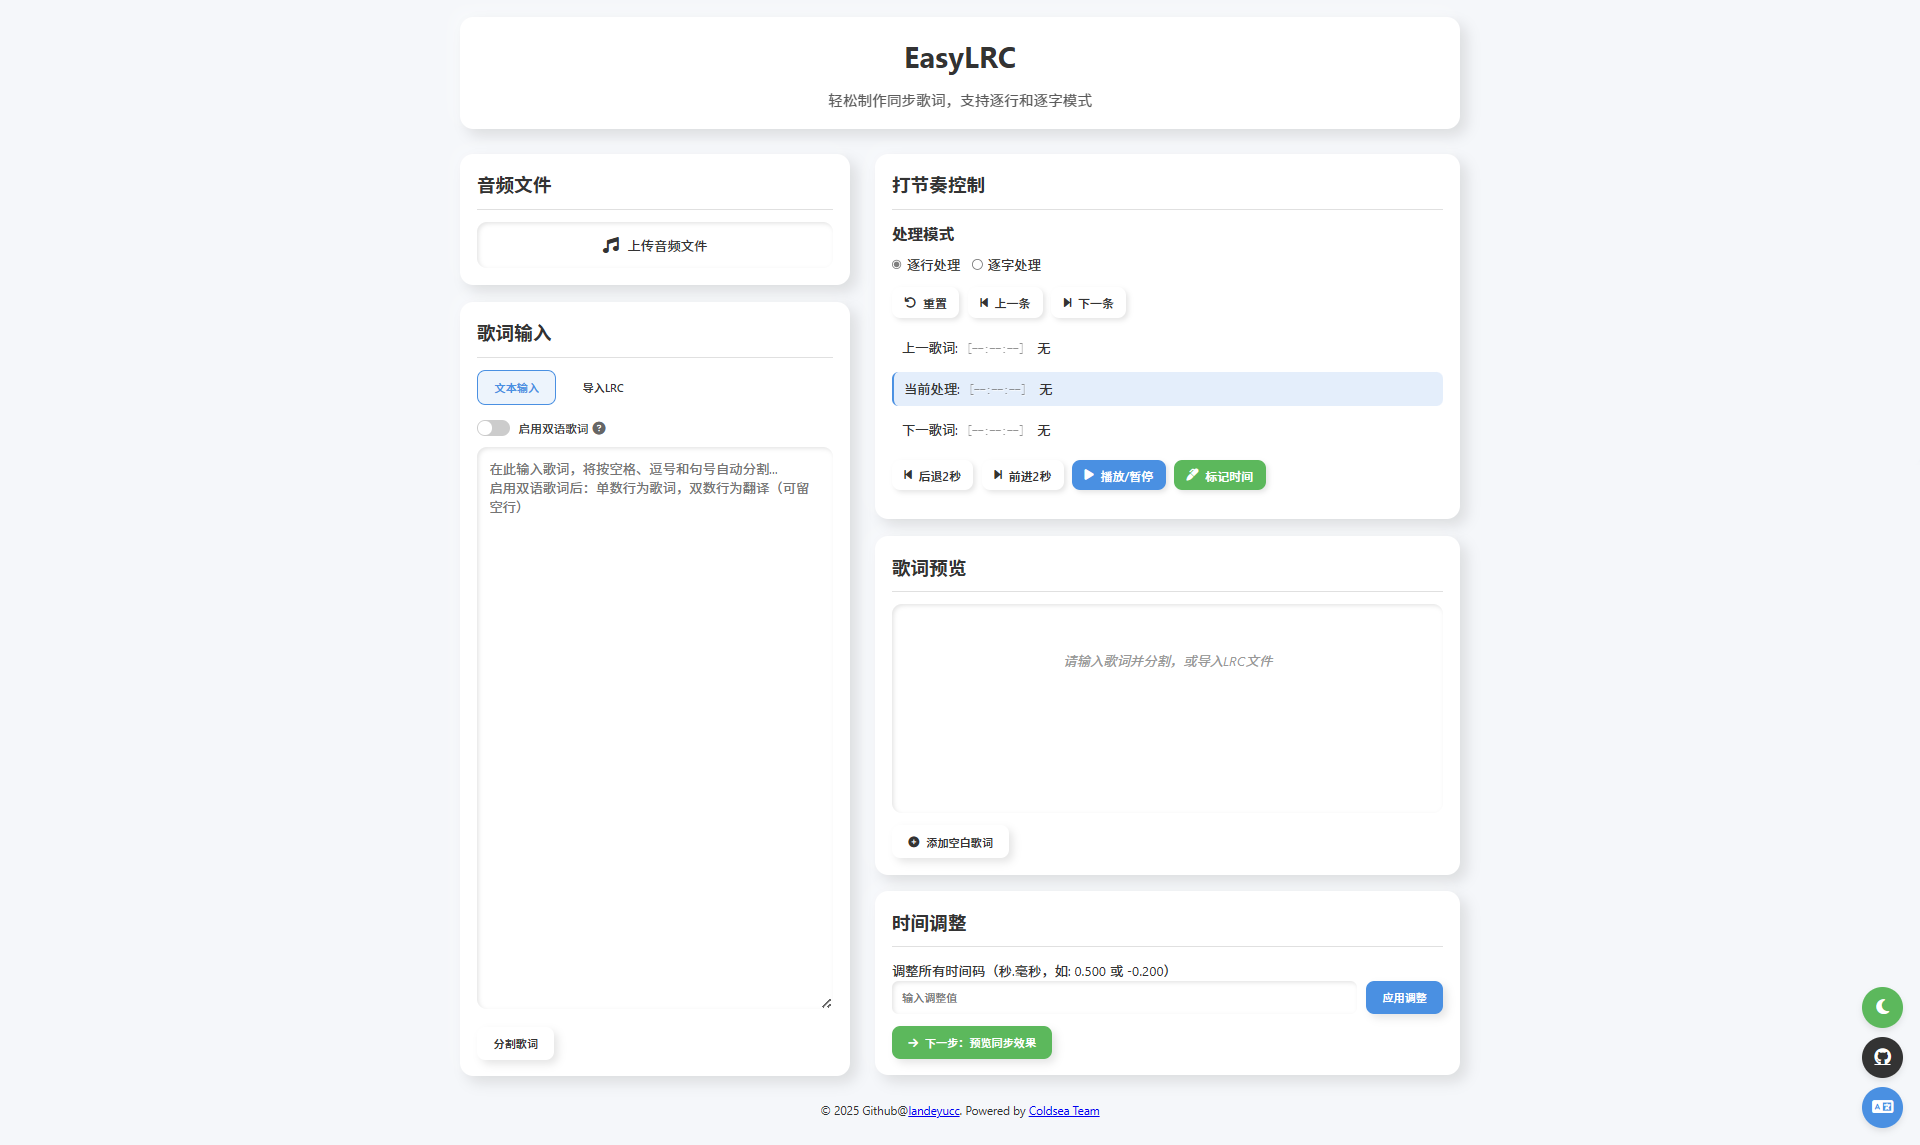 EasyLRC
轻松制作同步歌词，支持逐行和逐字模式
音频文件
上传音频文件
歌词输入
文本输入 导入LRC
启用双语歌词 ?
在此输入歌词，将按空格、逗号和句号自动分割...
启用双语歌词后：单数行为歌词，双数行为翻译（可留
空行）
分割歌词
打节奏控制
处理模式
逐行处理 逐字处理
重置 上一条 下一条
上一歌词: [--:--:--] 无
当前处理: [--:--:--] 无
下一歌词: [--:--:--] 无
后退2秒 前进2秒 播放/暂停 标记时间
歌词预览
请输入歌词并分割，或导入LRC文件
添加空白歌词
时间调整
调整所有时间码（秒.毫秒，如: 0.500 或 -0.200）
输入调整值 应用调整
下一步：预览同步效果
© 2025 Github@landeyucc. Powered by Coldsea Team
A 文